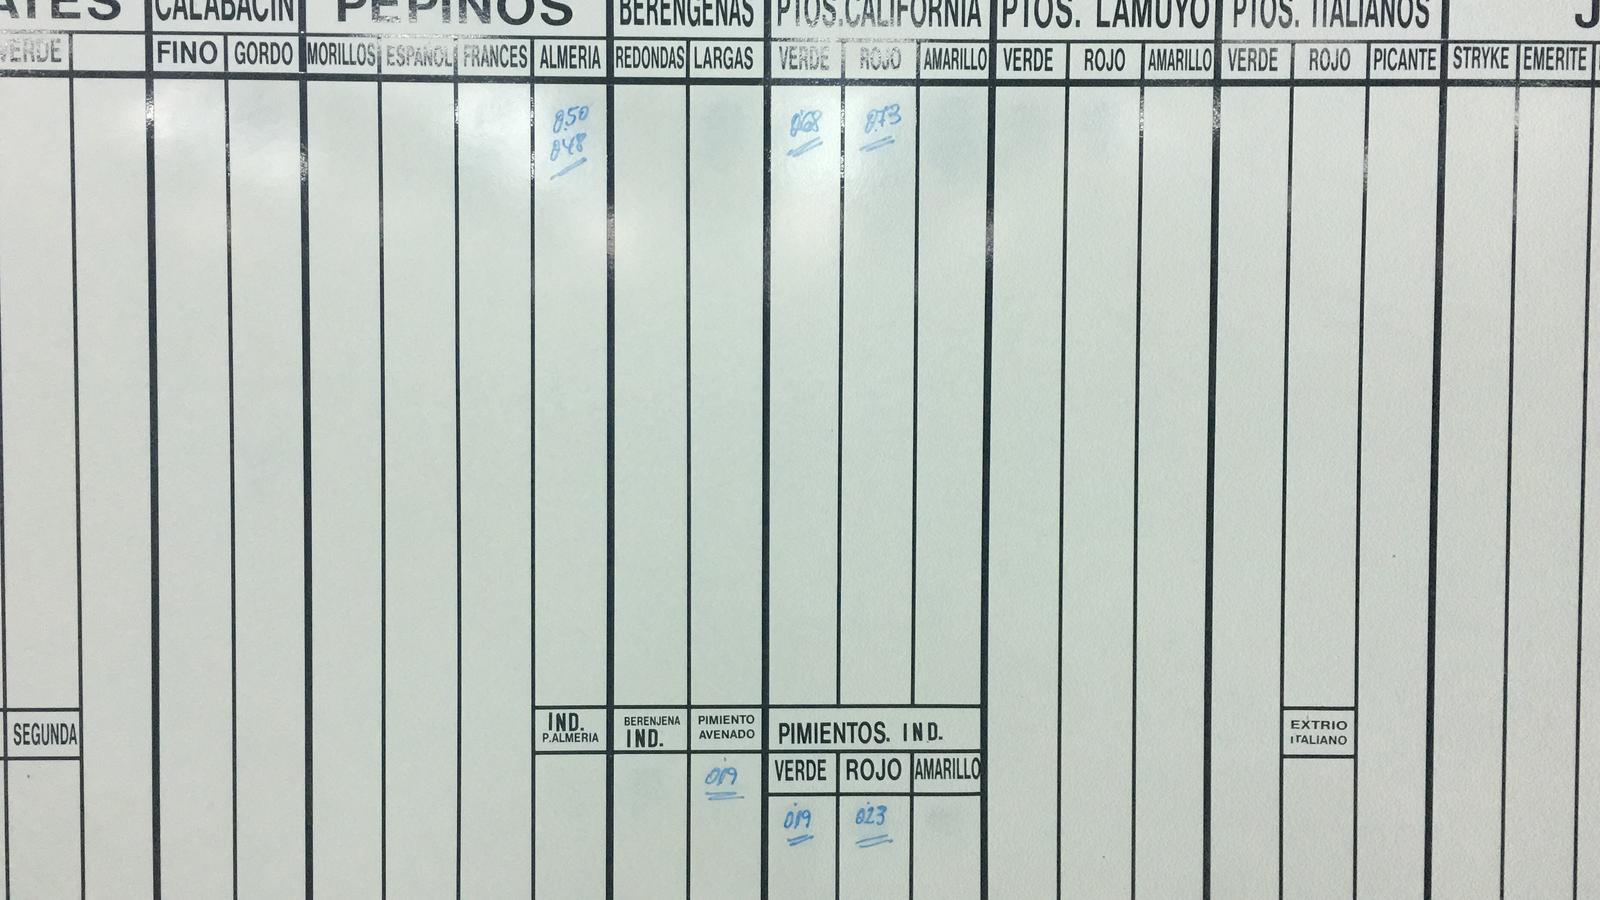 CALABACIN PEPINOS BERENGENAS PTOS.CALIFORNIA PTOS. LAMUYO PTOS. ITALIANOS
FINO GORDO MORILLOS ESPAÑOL FRANCES ALMERIA REDONDAS LARGAS VERDE ROJO AMARILLO VERDE ROJO AMARILLO VERDE ROJO PICANTE STRYKE EMERITE
0.50 0'68 0.73
0'48
SEGUNDA
IND.
P.ALMERIA
BERENJENA
IND.
PIMIENTO
AVENADO
PIMIENTOS. IND.
EXTRIO
ITALIANO
VERDE ROJO AMARILLO
0'19
0'19 0'23